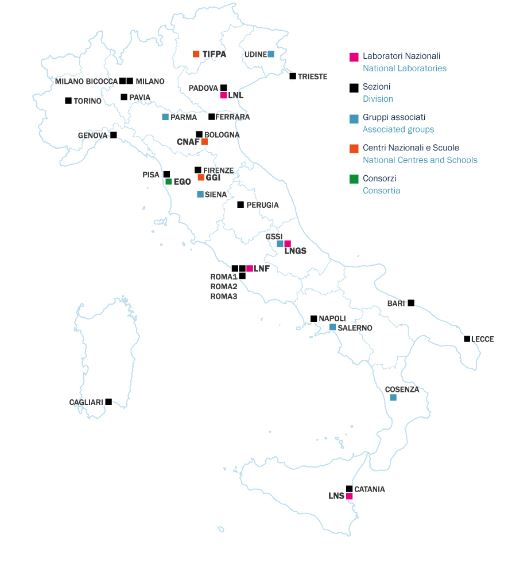 TIFPA
UDINE
TRIESTE
MILANO BICOCCA
MILANO
PADOVA
LNL
TORINO
PAVIA
PARMA
FERRARA
GENOVA
BOLOGNA
CNAF
PISA
EGO
FIRENZE
GGI
SIENA
PERUGIA
GSSI
LNGS
LNF
ROMA1
ROMA2
ROMA3
BARI
NAPOLI
SALERNO
LECCE
COSENZA
CAGLIARI
CATANIA
LNS
Laboratori Nazionali
National Laboratories
Sezioni
Division
Gruppi associati
Associated groups
Centri Nazionali e Scuole
National Centres and Schools
Consorzi
Consortia